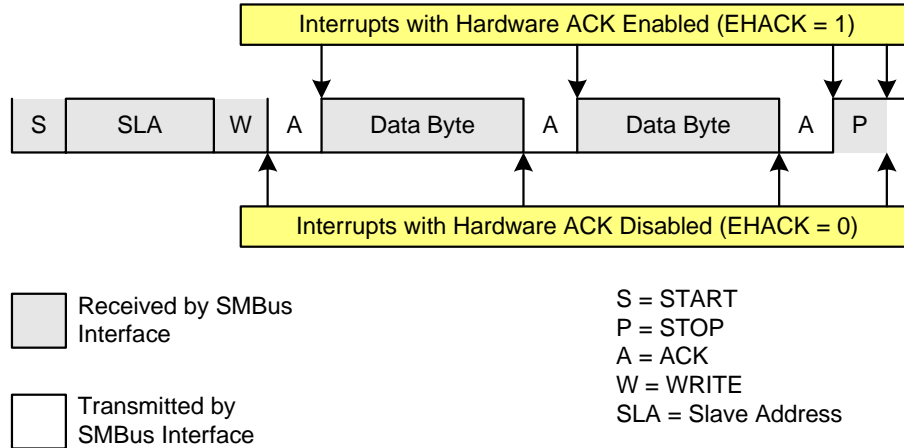 Interrupts with Hardware ACK Enabled (EHACK = 1)
S SLA W A Data Byte A Data Byte A P
Interrupts with Hardware ACK Disabled (EHACK = 0)
Received by SMBus
Interface
Transmitted by
SMBus Interface
S = START
P = STOP
A = ACK
W = WRITE
SLA = Slave Address